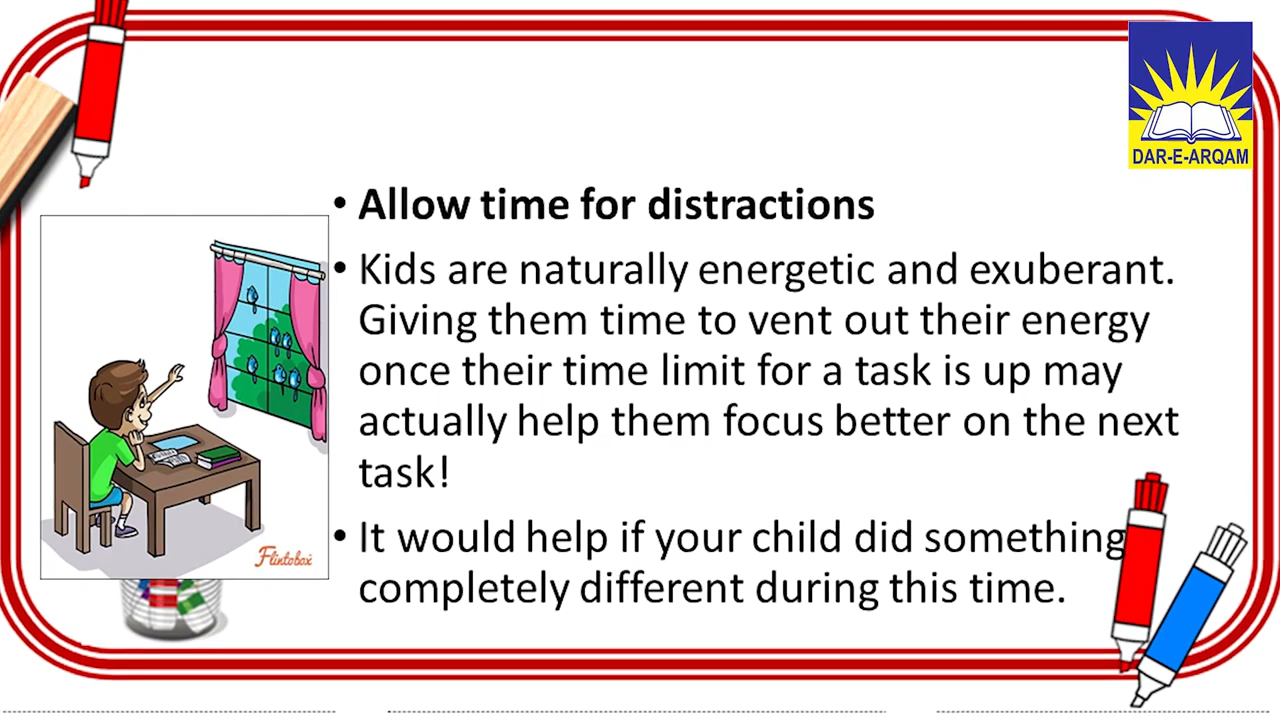 DAR-E-ARQAM
• Allow time for distractions
• Kids are naturally energetic and exuberant.
Giving them time to vent out their energy
once their time limit for a task is up may
actually help them focus better on the next
task!
• It would help if your child did something
completely different during this time.
Flintobox